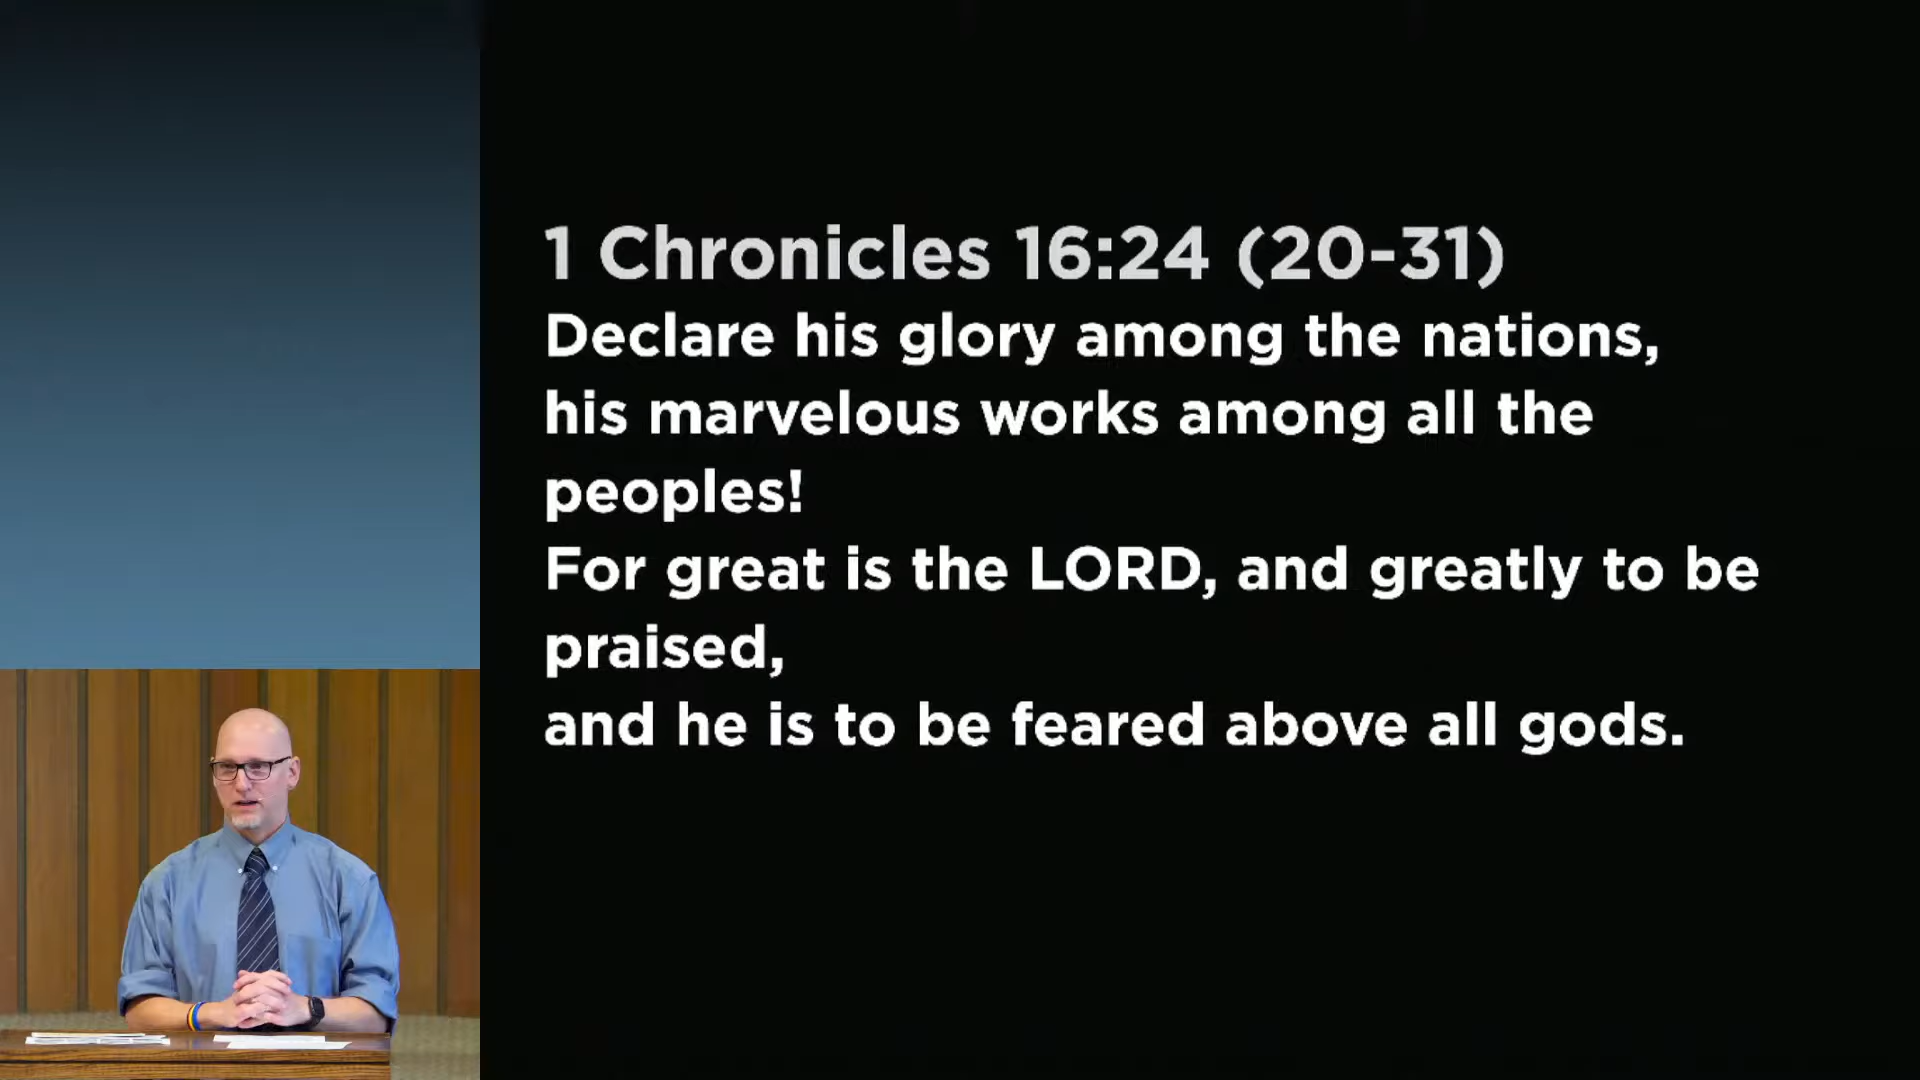 1 Chronicles 16:24 (20-31)
Declare his glory among the nations,
his marvelous works among all the
peoples!
For great is the LORD, and greatly to be
praised,
and he is to be feared above all gods.